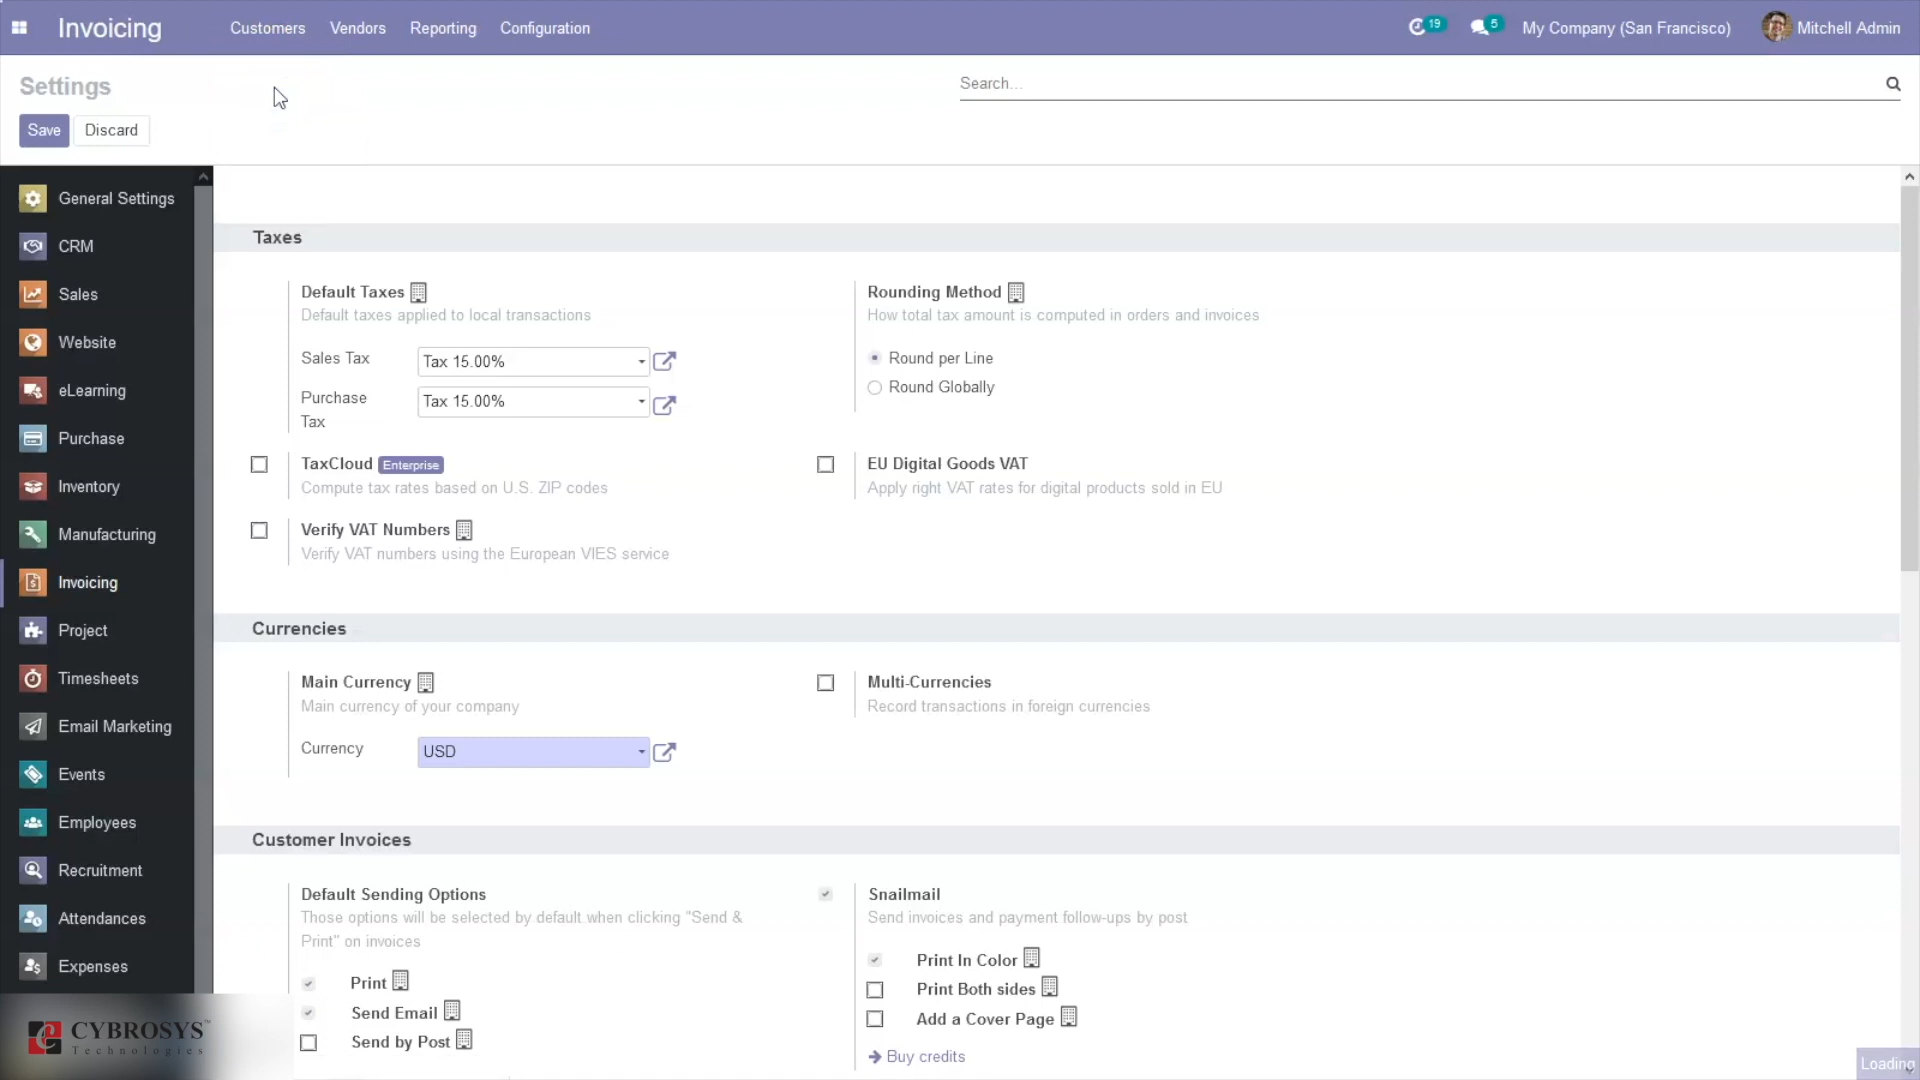 Invoicing
Customers
Vendors
Reporting
Configuration
19
5
My Company (San Francisco)
Mitchell Admin
Settings
Search...
Save
Discard
General Settings
CRM
Sales
Website
eLearning
Purchase
Inventory
Manufacturing
Invoicing
Project
Timesheets
Email Marketing
Events
Employees
Recruitment
Attendances
Expenses
CYBROSYS™
Technologies
Taxes
Default Taxes
Default taxes applied to local transactions
Sales Tax
Tax 15.00%
Purchase
Tax
Tax 15.00%
Rounding Method
How total tax amount is computed in orders and invoices
Round per Line
Round Globally
TaxCloud Enterprise
Compute tax rates based on U.S. ZIP codes
EU Digital Goods VAT
Apply right VAT rates for digital products sold in EU
Verify VAT Numbers
Verify VAT numbers using the European VIES service
Currencies
Main Currency
Main currency of your company
Currency
USD
Multi-Currencies
Record transactions in foreign currencies
Customer Invoices
Default Sending Options
Those options will be selected by default when clicking "Send &
Print" on invoices
Print
Send Email
Send by Post
Snailmail
Send invoices and payment follow-ups by post
Print In Color
Print Both sides
Add a Cover Page
Buy credits
Loading